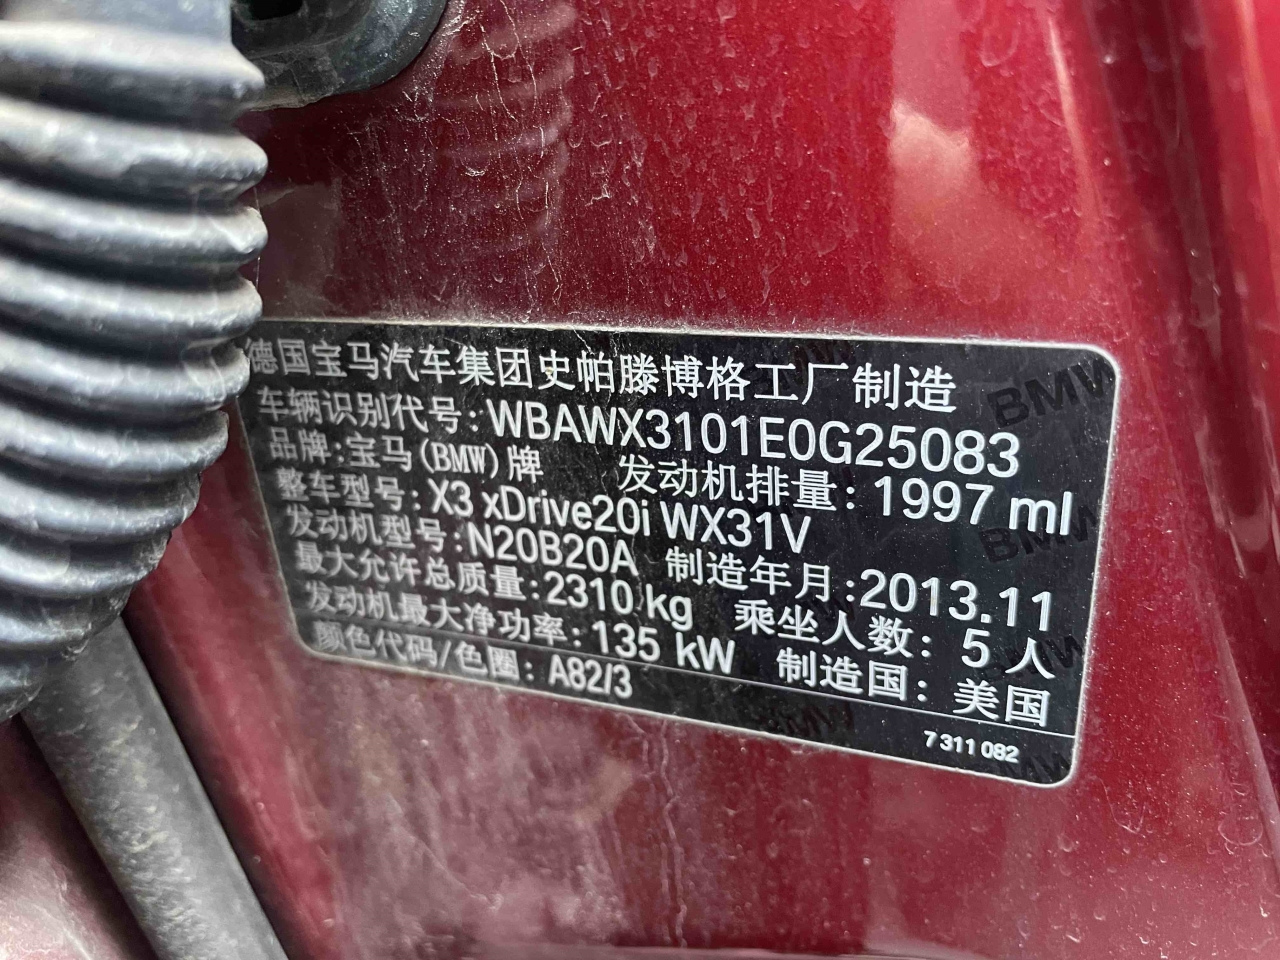 德国宝马汽车集团史帕滕博格工厂制造
车辆识别代号: WBAWX3101E0G25083
品牌: 宝马(BMW)牌 发动机排量: 1997 ml
整车型号: X3 xDrive20i WX31V
发动机型号: N20B20A 制造年月: 2013.11
最大允许总质量: 2310 kg 乘坐人数: 5 人
发动机最大净功率: 135 kW 制造国: 美国
颜色代码/色圈: A82/3
7311082